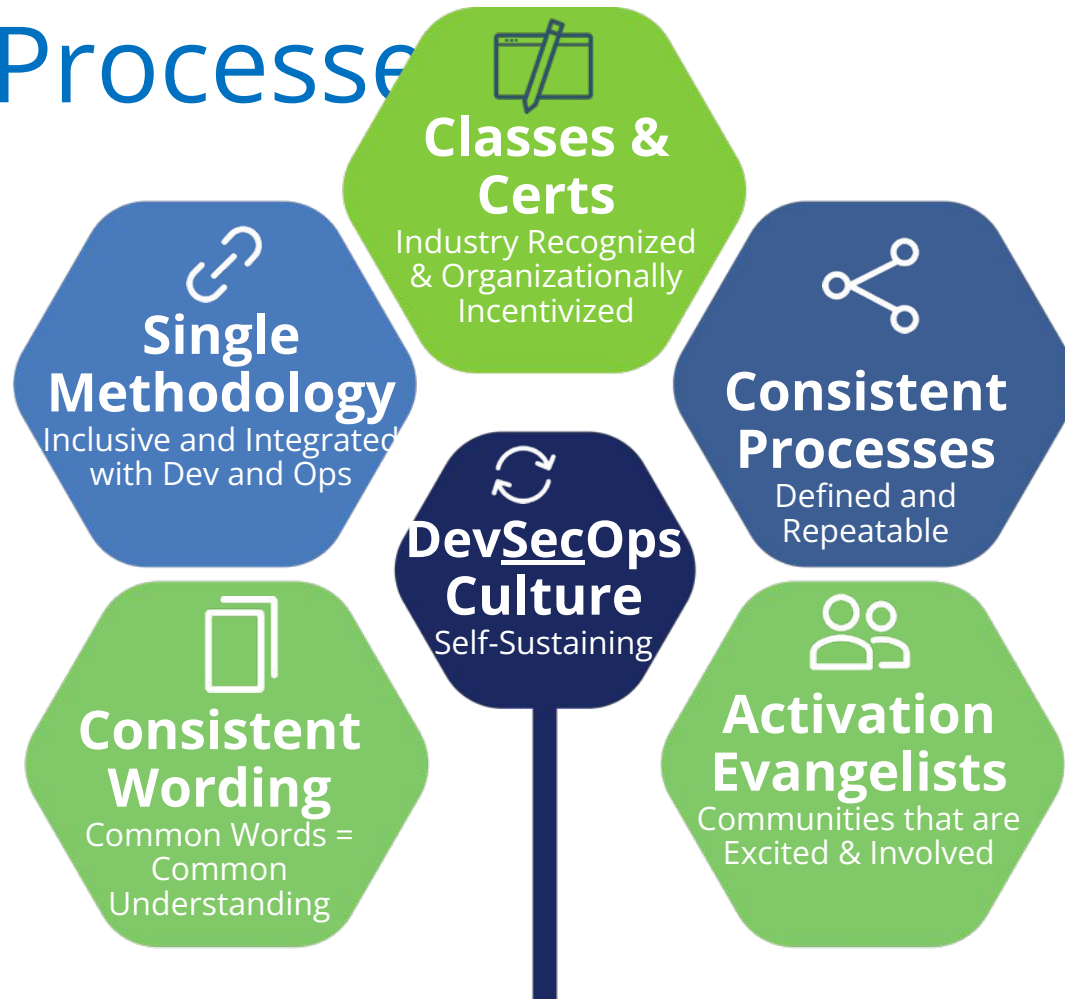 Processe
Classes &
Certs
Industry Recognized
& Organizationally
Incentivized
Single
Methodology
Inclusive and Integrated
with Dev and Ops
Consistent
Processes
Defined and
Repeatable
DevSecOps
Culture
Self-Sustaining
Consistent
Wording
Common Words =
Common
Understanding
Activation
Evangelists
Communities that are
Excited & Involved